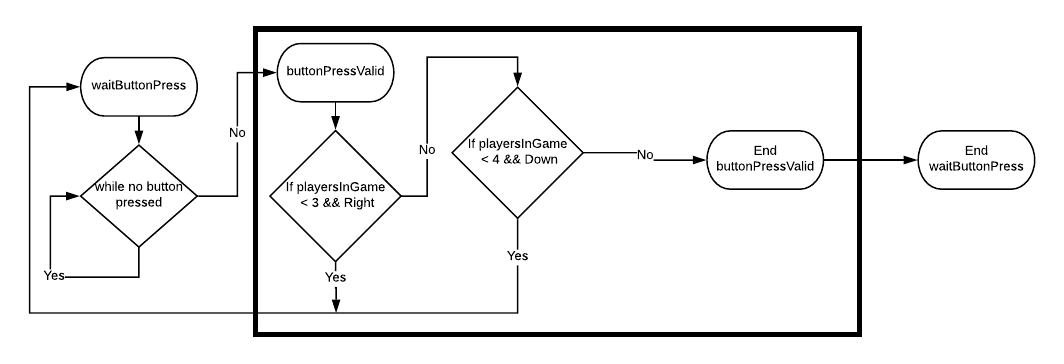 waitButtonPress
while no button
pressed
Yes
No
buttonPressValid
If playersInGame
< 3 && Right
Yes
No
If playersInGame
< 4 && Down
Yes
No
End
buttonPressValid
End
waitButtonPress